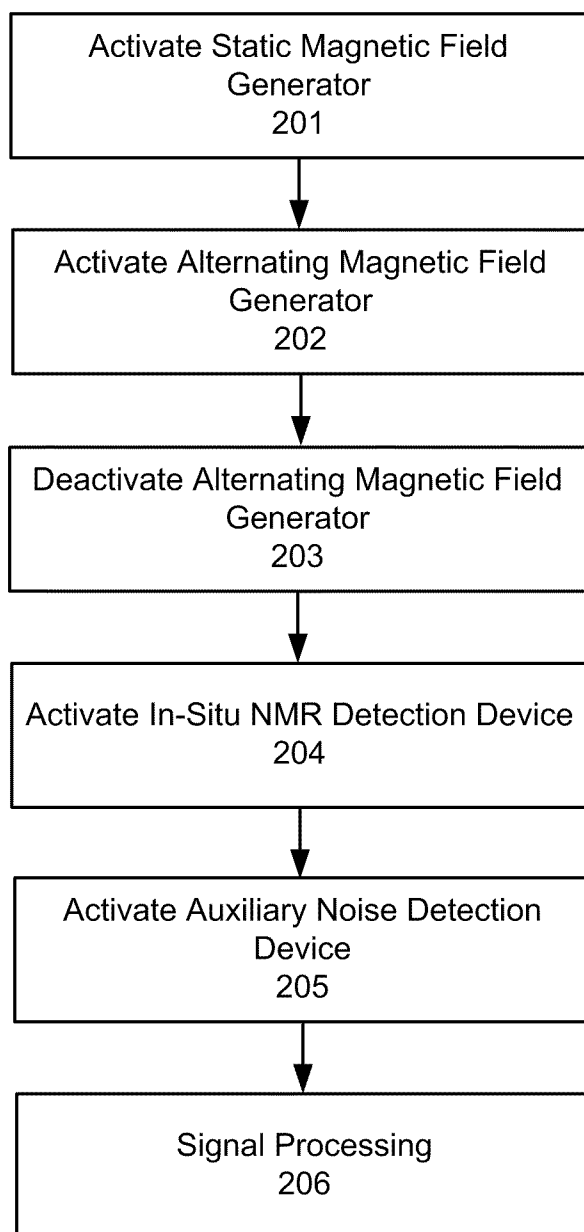 Activate Static Magnetic Field
Generator
201
Activate Alternating Magnetic Field
Generator
202
Deactivate Alternating Magnetic Field
Generator
203
Activate In-Situ NMR Detection Device
204
Activate Auxiliary Noise Detection
Device
205
Signal Processing
206